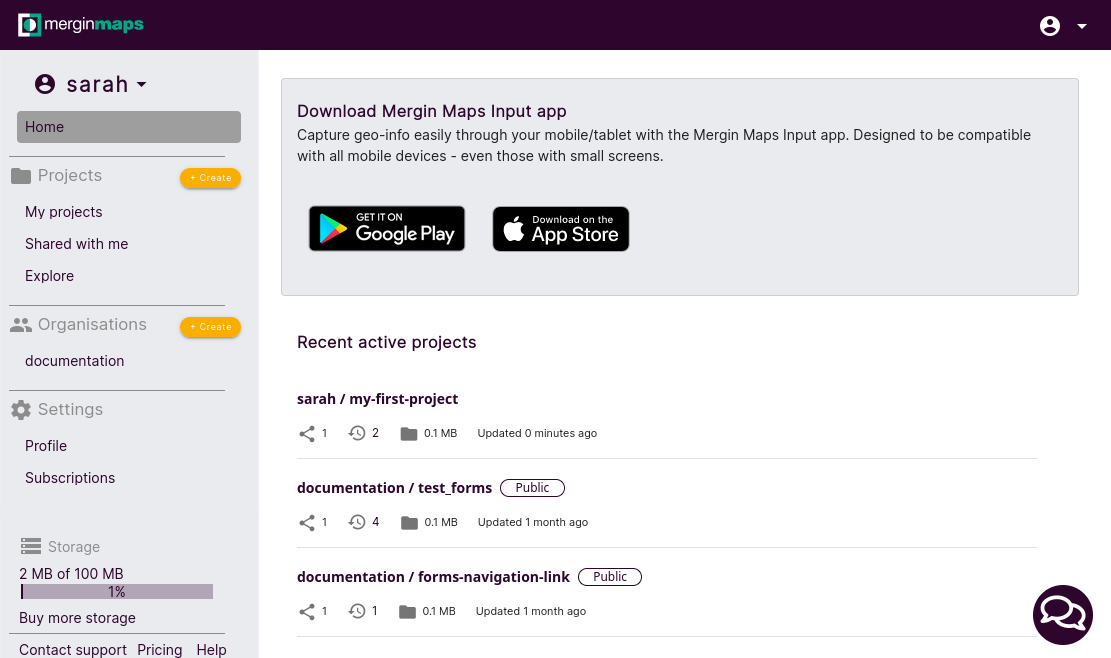 merginmaps
sarah
Home
Projects
+ Create
My projects
Shared with me
Explore
Organisations
+ Create
documentation
Settings
Profile
Subscriptions
Storage
2 MB of 100 MB
1%
Buy more storage
Contact support Pricing Help
Download Mergin Maps Input app
Capture geo-info easily through your mobile/tablet with the Mergin Maps Input app. Designed to be compatible
with all mobile devices - even those with small screens.
GET IT ON
Google Play
Download on the
App Store
Recent active projects
sarah / my-first-project
1 2 0.1 MB Updated 0 minutes ago
documentation / test_forms Public
1 4 0.1 MB Updated 1 month ago
documentation / forms-navigation-link Public
1 1 0.1 MB Updated 1 month ago